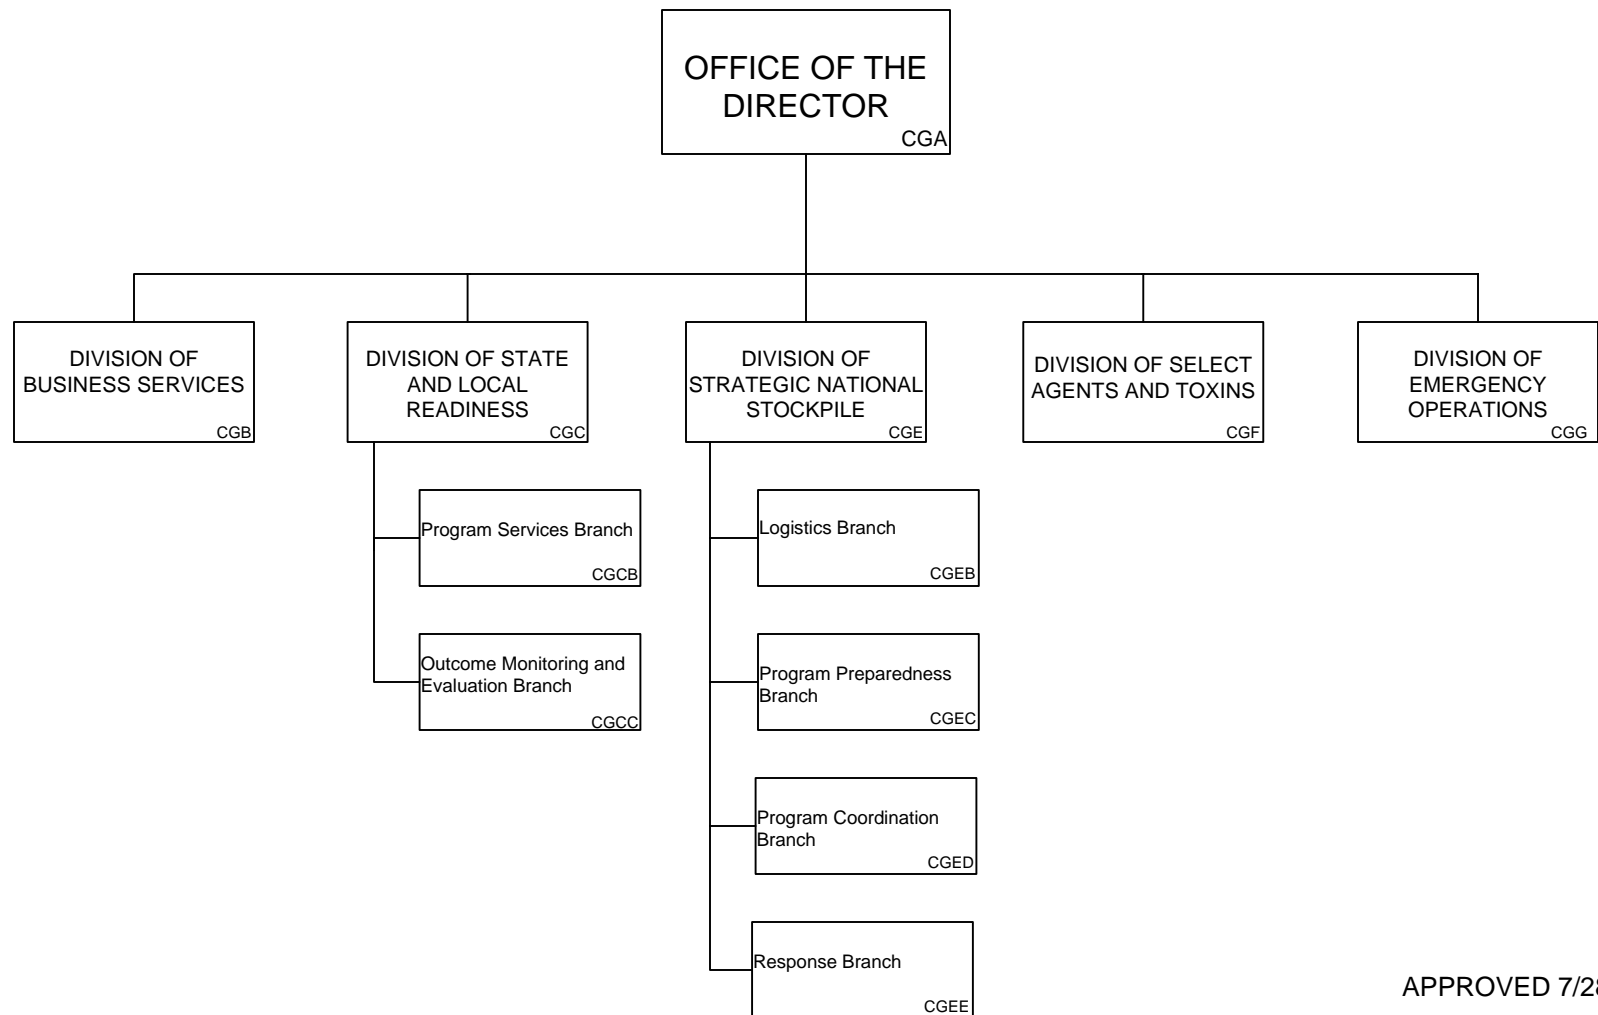 OFFICE OF THE
DIRECTOR
CGA
DIVISION OF
BUSINESS SERVICES
CGB
DIVISION OF STATE
AND LOCAL
READINESS
CGC
DIVISION OF
STRATEGIC NATIONAL
STOCKPILE
CGE
DIVISION OF SELECT
AGENTS AND TOXINS
CGF
DIVISION OF
EMERGENCY
OPERATIONS
CGG
Program Services Branch
CGCB
Outcome Monitoring and
Evaluation Branch
CGCC
Logistics Branch
CGEB
Program Preparedness
Branch
CGEC
Program Coordination
Branch
CGED
Response Branch
CGEE
APPROVED 7/28